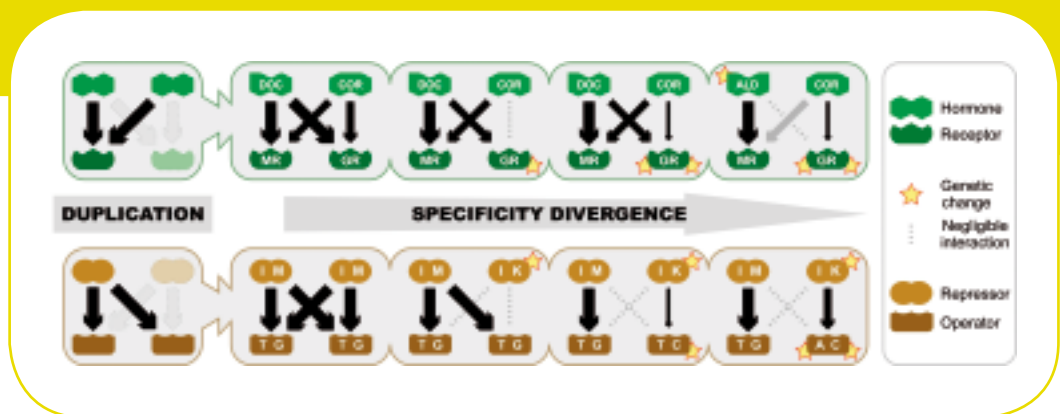 DOC COR DOC COR DOC COR ALD COR
MR GR MR GR MR GR MR GR
Hormone
Receptor
Genetic
change
Negligible
interaction
DUPLICATION SPECIFICITY DIVERGENCE
I M I M I M I K I M I K I M I K
T G T G T G T G T G T C T G A C
Repressor
Operator